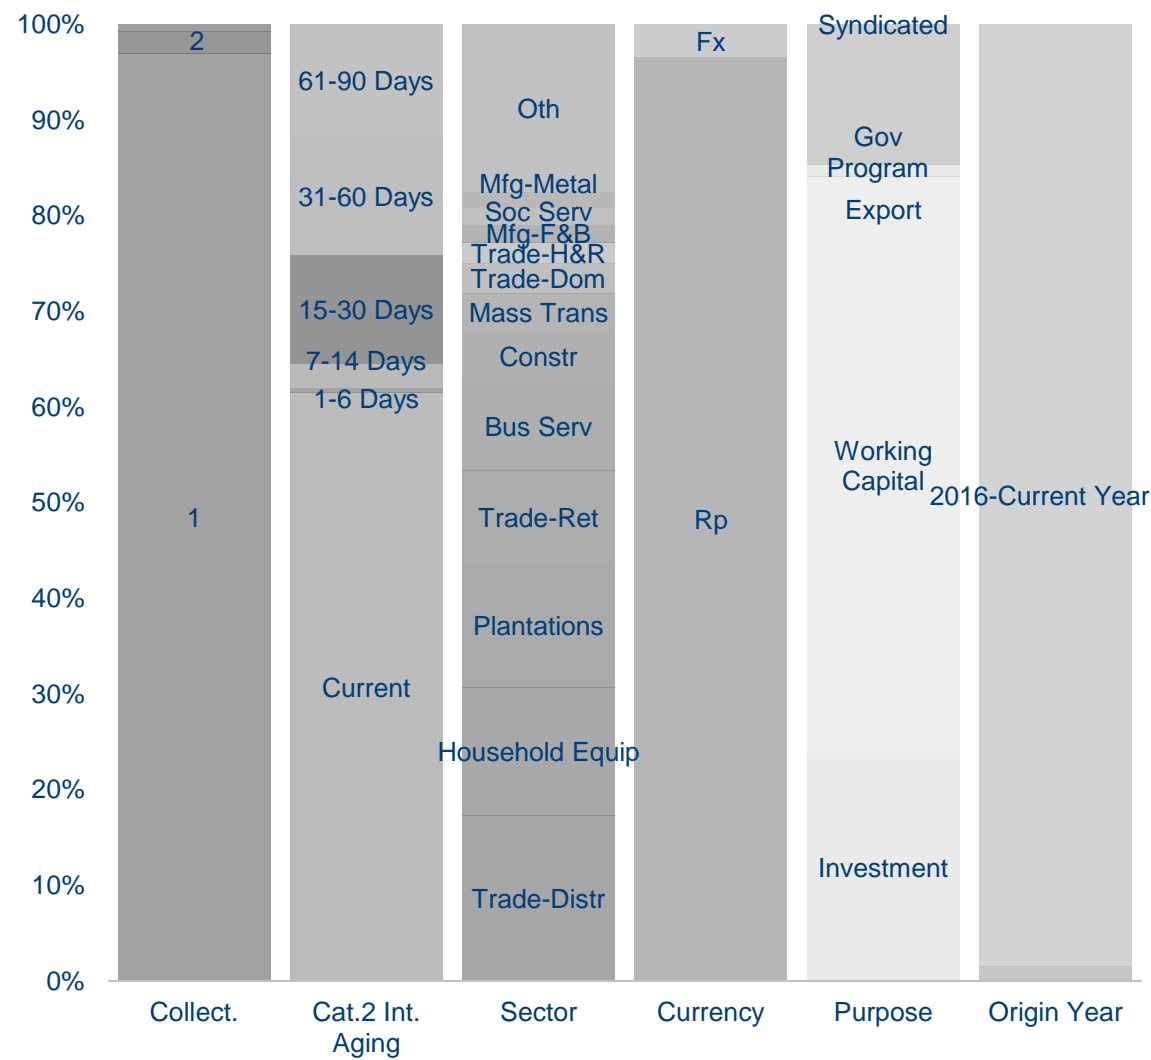 100%
90%
80%
70%
60%
50%
40%
30%
20%
10%
0%
2
1
61-90 Days
31-60 Days
15-30 Days
7-14 Days
1-6 Days
Current
Oth
Mfg-Metal
Soc Serv
Mfg-F&B
Trade-H&R
Trade-Dom
Mass Trans
Constr
Bus Serv
Trade-Ret
Plantations
Household Equip
Trade-Distr
Fx
Rp
Syndicated
Gov
Program
Export
Working
Capital
Investment
2016-Current Year
Collect.
Cat.2 Int.
Aging
Sector
Currency
Purpose
Origin Year